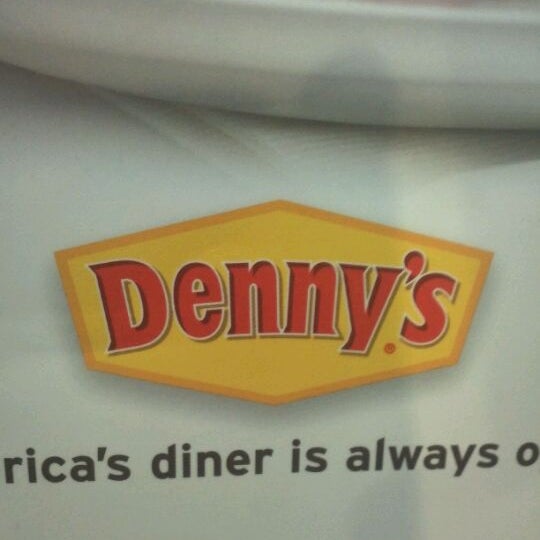 Denny's®
rica's diner is always o